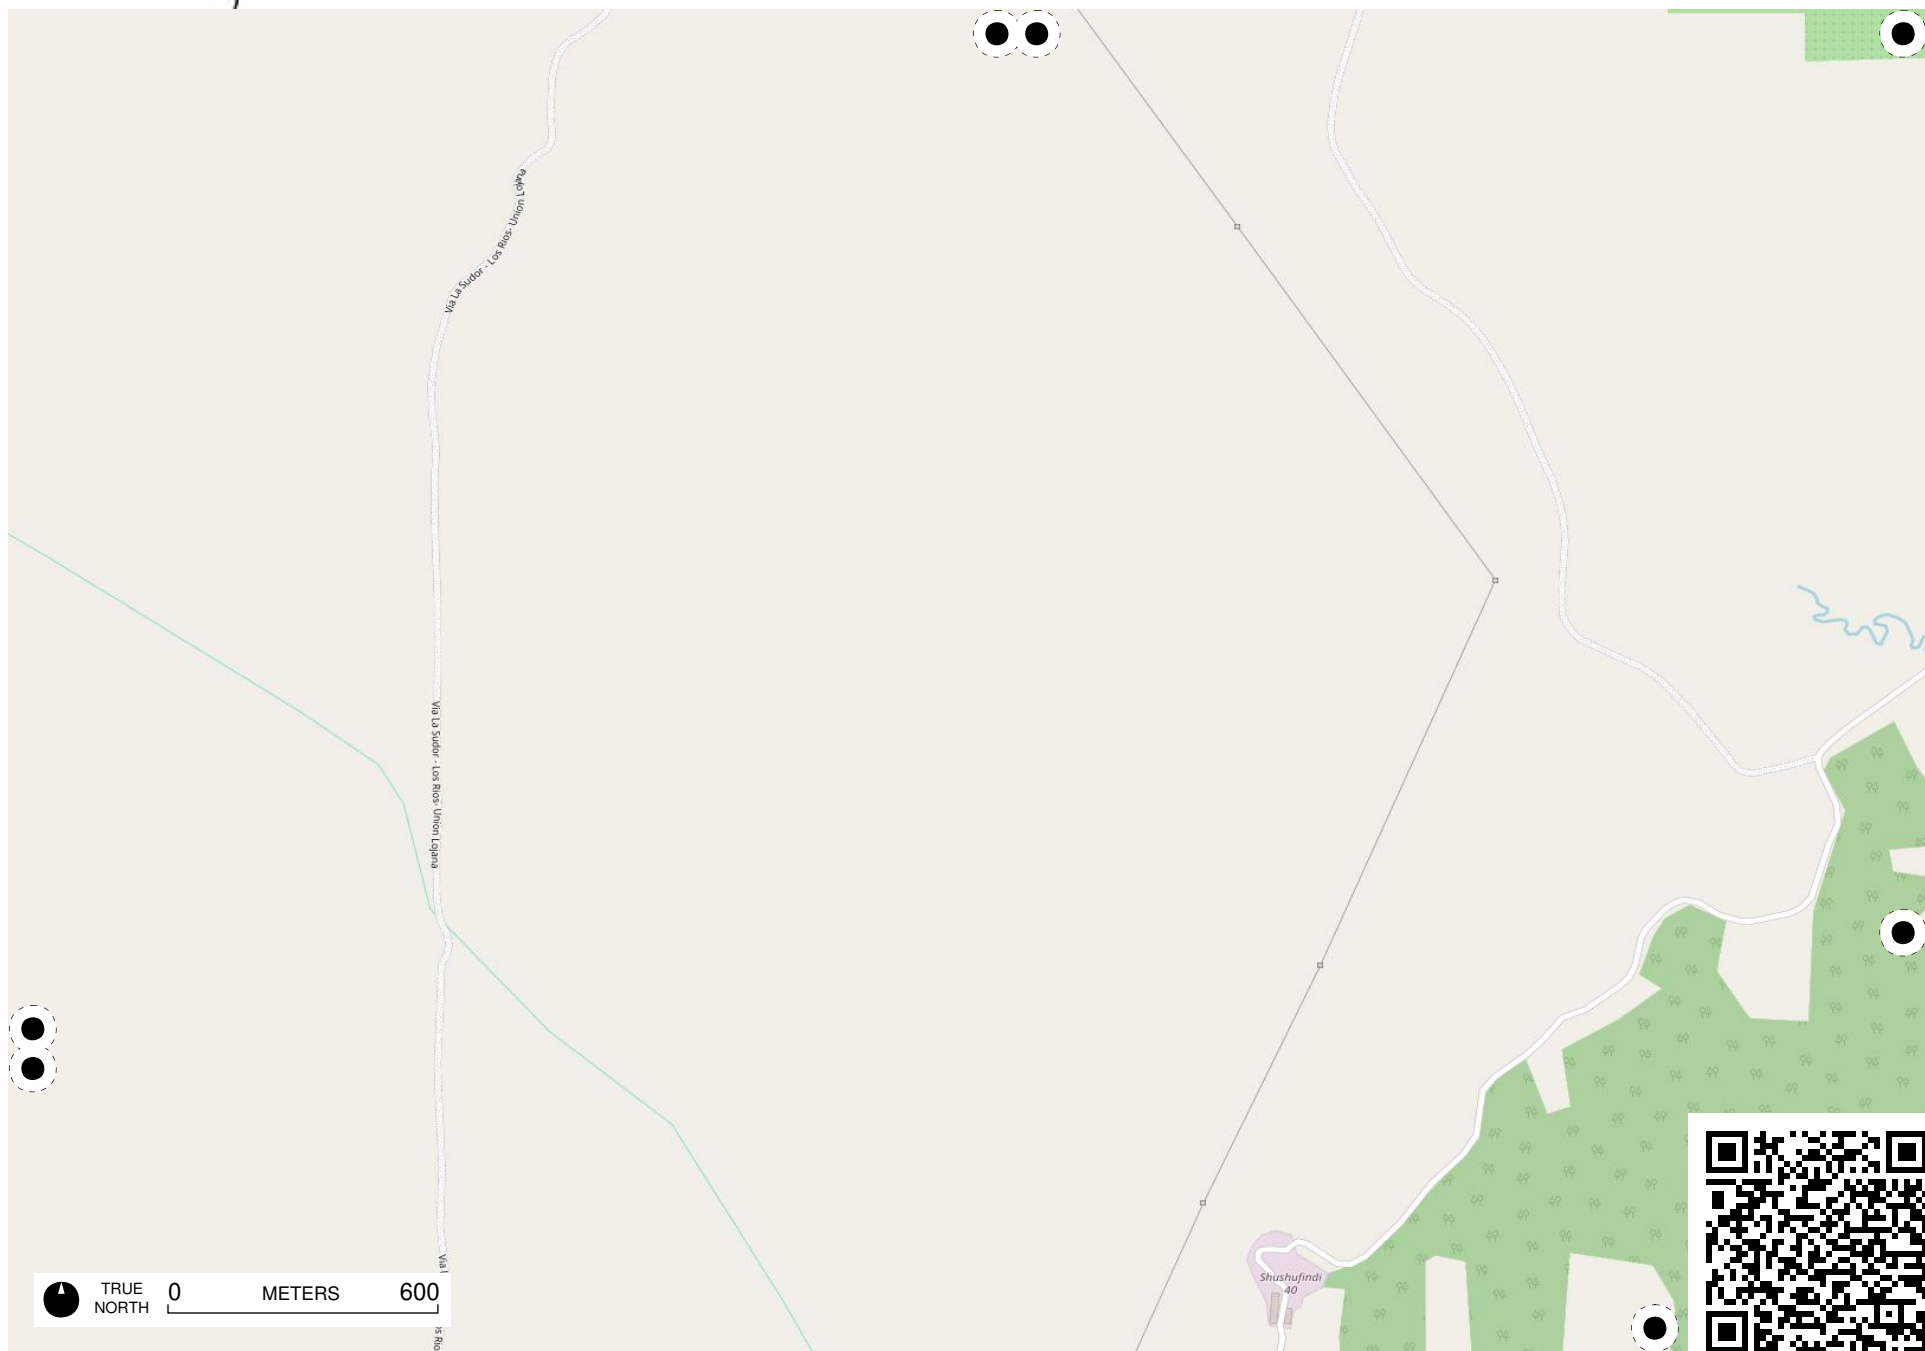 Via La Sudor - Los Rios- Union Lojana
Via La Sudor - Los Rios- Union Lojana
Shushufindi
40
TRUE
NORTH
0
METERS
600